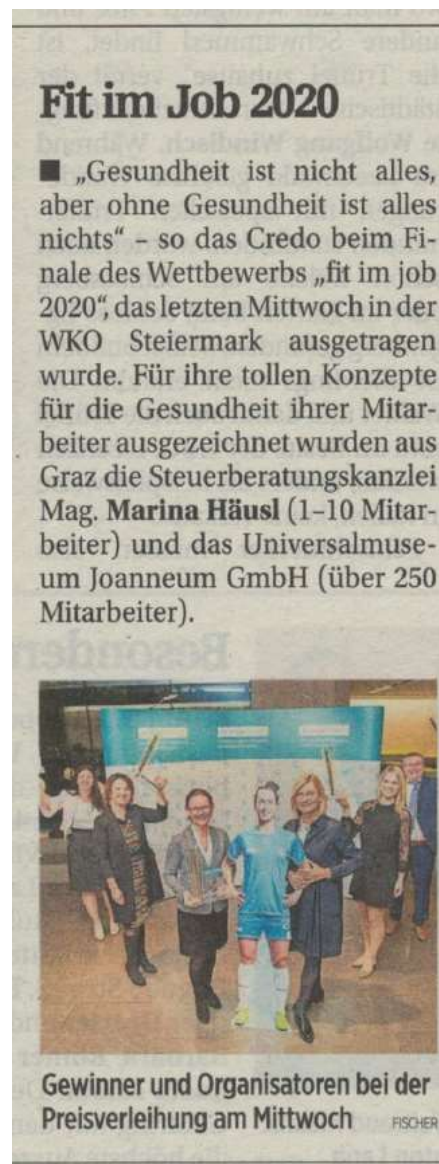 Fit im Job 2020
■ „Gesundheit ist nicht alles,
aber ohne Gesundheit ist alles
nichts“ – so das Credo beim Fi-
nale des Wettbewerbs „fit im job
2020“, das letzten Mittwoch in der
WKO Steiermark ausgetragen
wurde. Für ihre tollen Konzepte
für die Gesundheit ihrer Mitar-
beiter ausgezeichnet wurden aus
Graz die Steuerberatungskanzlei
Mag. Marina Häusl (1–10 Mitar-
beiter) und das Universalmuse-
um Joanneum GmbH (über 250
Mitarbeiter).
Gewinner und Organisatoren bei der
Preisverleihung am Mittwoch FISCHER